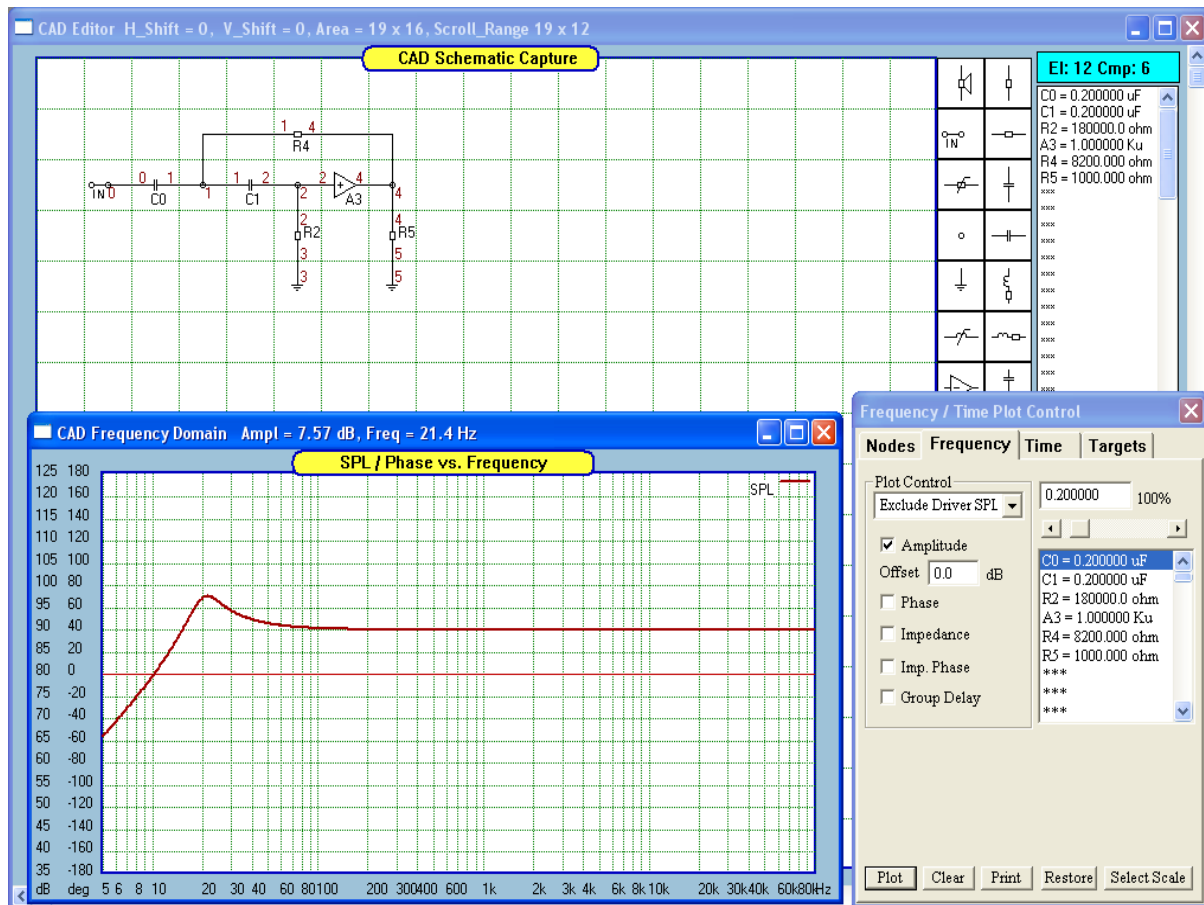 CAD Editor H_Shift = 0, V_Shift = 0, Area = 19 x 16, Scroll_Range 19 x 12
CAD Schematic Capture
El: 12 Cmp: 6
C0 = 0.200000 uF
C1 = 0.200000 uF
R2 = 180000.0 ohm
A3 = 1.000000 Ku
R4 = 8200.000 ohm
R5 = 1000.000 ohm
***
***
***
***
***
***
***
***
***
***
***
***
***
IN
1 4
R4
IN 0
0 1
C0
1
1 2
C1
2
2 4
A3
4
2
R2
3
3
4
R5
5
5
CAD Frequency Domain Ampl = 7.57 dB, Freq = 21.4 Hz
SPL / Phase vs. Frequency
SPL
125 180
120 160
115 140
110 120
105 100
100 80
95 60
90 40
85 20
80 0
75 -20
70 -40
65 -60
60 -80
55 -100
50 -120
45 -140
40 -160
35 -180
dB deg 5 6 8 10 20 30 40 60 80 100 200 300 400 600 1k 2k 3k 4k 6k 8k 10k 20k 30k 40k 60k 80k Hz
Frequency / Time Plot Control
Nodes Frequency Time Targets
Plot Control
Exclude Driver SPL
0.200000 100%
Amplitude
Offset 0.0 dB
Phase
Impedance
Imp. Phase
Group Delay
C0 = 0.200000 uF
C1 = 0.200000 uF
R2 = 180000.0 ohm
A3 = 1.000000 Ku
R4 = 8200.000 ohm
R5 = 1000.000 ohm
***
***
***
Plot Clear Print Restore Select Scale